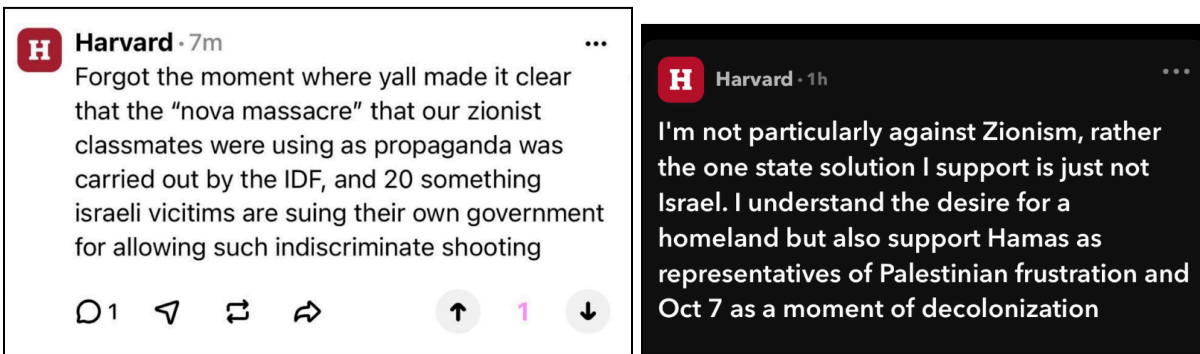 H
Harvard · 7m
Forgot the moment where yall made it clear
that the “nova massacre” that our zionist
classmates were using as propaganda was
carried out by the IDF, and 20 something
israeli vicitims are suing their own government
for allowing such indiscriminate shooting
1
1
H
Harvard · 1h
I'm not particularly against Zionism, rather
the one state solution I support is just not
Israel. I understand the desire for a
homeland but also support Hamas as
representatives of Palestinian frustration and
Oct 7 as a moment of decolonization